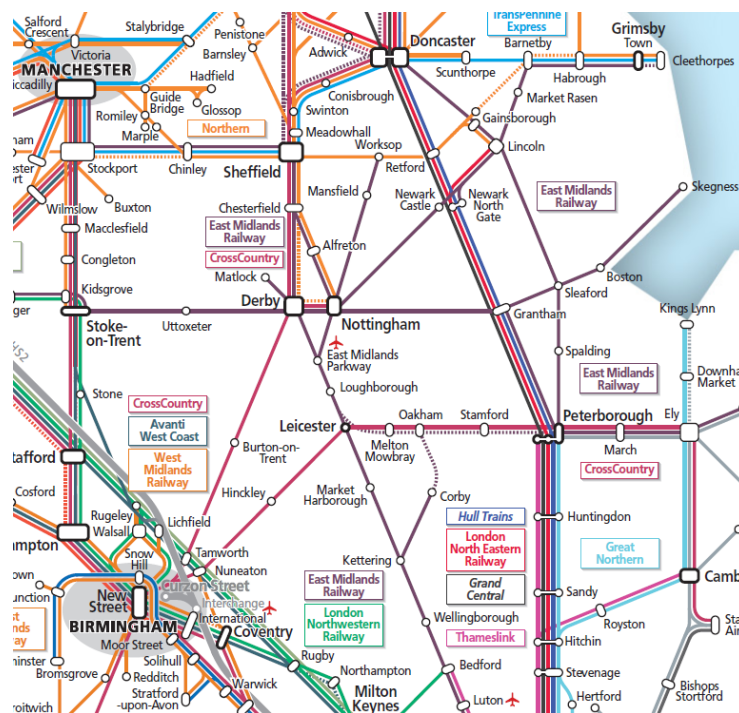 Salford
Crescent
Stalybridge
Penistone
Barnsley
Adwick
Doncaster
TransPennine
Express
Barnetby
Grimsby
Town
Cleethorpes
Victoria
MANCHESTER
Piccadilly
Hadfield
Guide
Bridge
Glossop
Romiley
Marple
Northern
Conisbrough
Swinton
Meadowhall
Scunthorpe
Habrough
Market Rasen
Gainsborough
Stockport
Chinley
Sheffield
Worksop
Retford
Lincoln
Wilmslow
Buxton
Macclesfield
Congleton
Kidsgrove
Chesterfield
Mansfield
Newark
Castle
Newark
North
Gate
East Midlands
Railway
Skegness
East Midlands
Railway
CrossCountry
Alfreton
Matlock
Derby
Nottingham
Boston
Sleaford
Grantham
Kings Lynn
Stoke-
on-Trent
Uttoxeter
HS2
East Midlands
Parkway
Loughborough
Spalding
East Midlands
Railway
Downham
Market
Stone
CrossCountry
Avanti
West Coast
West
Midlands
Railway
Burton-on-
Trent
Leicester
Oakham
Stamford
Melton
Mowbray
Peterborough
Ely
March
CrossCountry
Stafford
Cosford
Hinckley
Market
Harborough
Corby
Rugeley
Walsall
Lichfield
Hull Trains
Huntingdon
London
North Eastern
Railway
Great
Northern
Snow
Hill
Tamworth
Nuneaton
Kettering
Grand
Central
New
Street
Curzon Street
Interchange
International
BIRMINGHAM
Coventry
East Midlands
Railway
London
Northwestern
Railway
Wellingborough
Thameslink
Sandy
Royston
Hitchin
Moor Street
Solihull
Rugby
Bedford
Stevenage
Bromsgrove
Redditch
Stratford
-upon-Avon
Warwick
Northampton
Milton
Keynes
Luton
Hertford
Bishops
Stortford